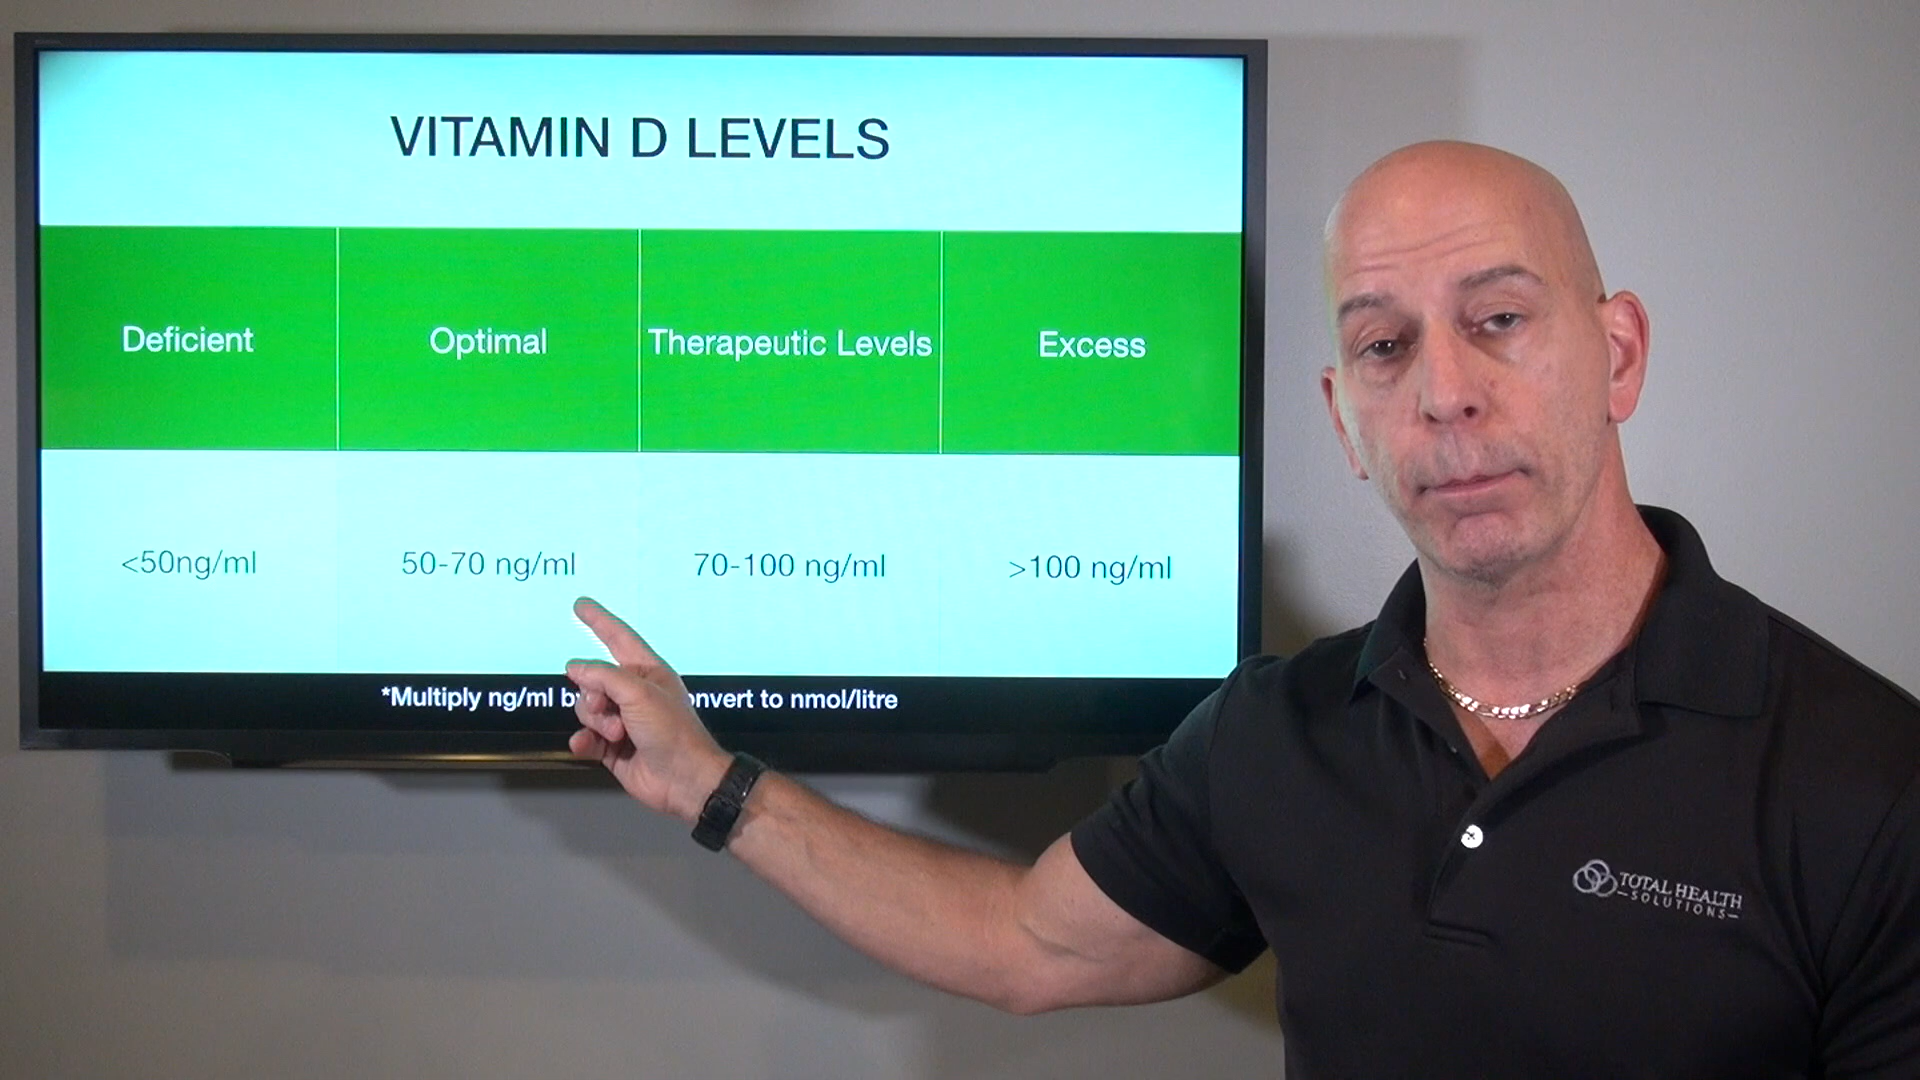 VITAMIN D LEVELS
Deficient Optimal Therapeutic Levels Excess
<50ng/ml 50-70 ng/ml 70-100 ng/ml >100 ng/ml
*Multiply ng/ml to nmol/litre
TOTAL HEALTH
-SOLUTIONS-